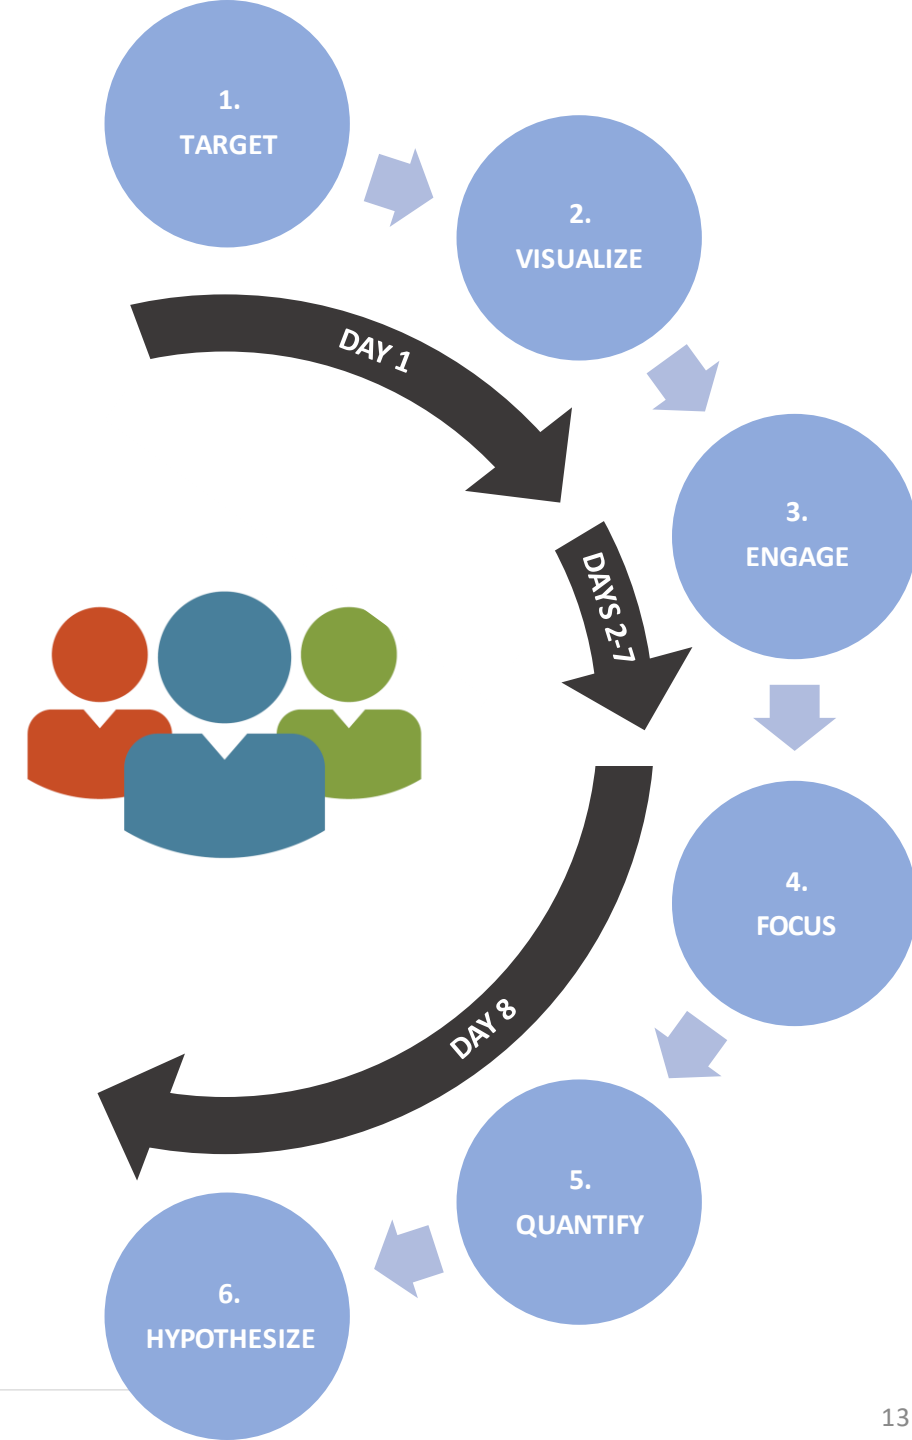 1.
TARGET
2.
VISUALIZE
DAY 1
3.
ENGAGE
DAYS 2-7
4.
FOCUS
DAY 8
5.
QUANTIFY
6.
HYPOTHESIZE
13